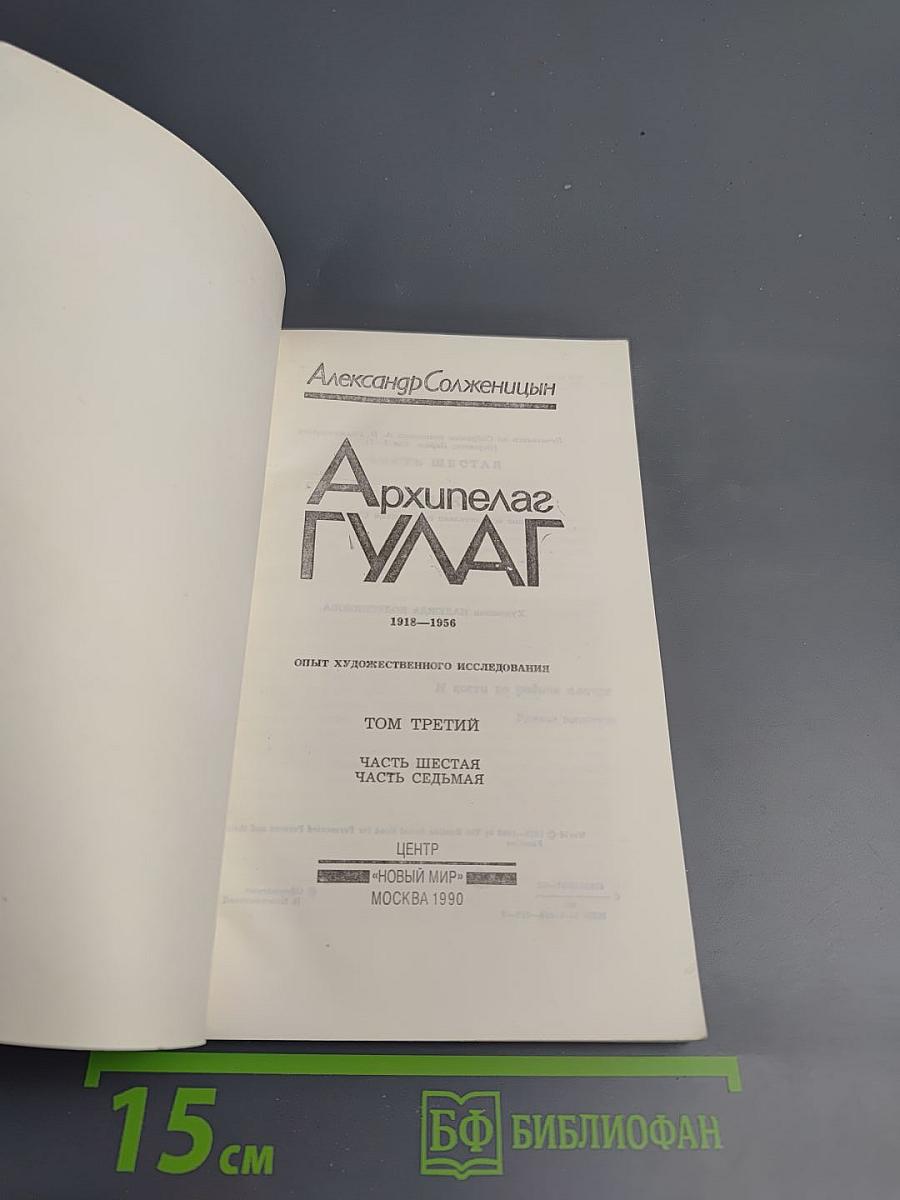 Александр Солженицын
Архипелаг
ГУЛАГ
1918—1956
ОПЫТ ХУДОЖЕСТВЕННОГО ИССЛЕДОВАНИЯ
ТОМ ТРЕТИЙ
ЧАСТЬ ШЕСТАЯ
ЧАСТЬ СЕДЬМАЯ
ЦЕНТР
«НОВЫЙ МИР»
МОСКВА 1990
15 см
БФ БИБЛИОФАН